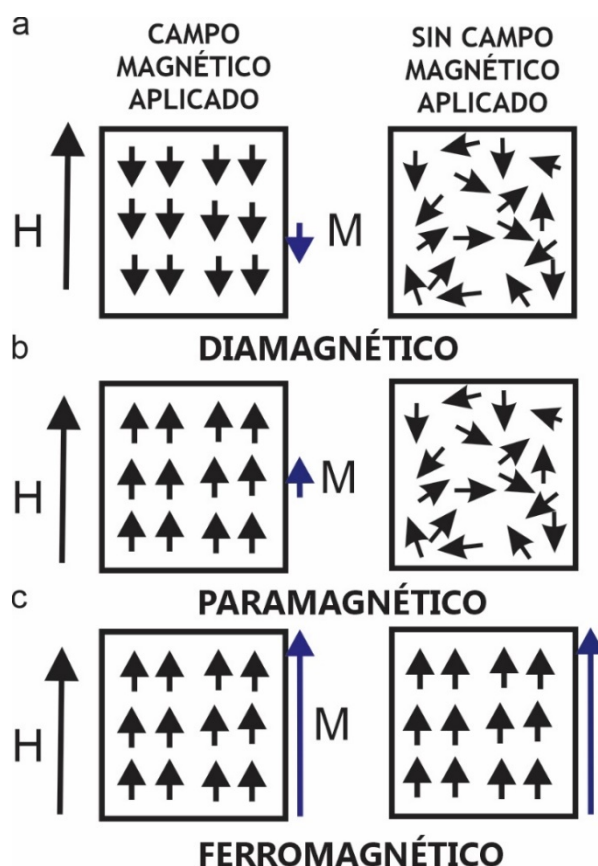 a
CAMPO
MAGNÉTICO
APLICADO
SIN CAMPO
MAGNÉTICO
APLICADO
H
M
DIAMAGNÉTICO
b
H
M
PARAMAGNÉTICO
c
H
M
FERROMAGNÉTICO